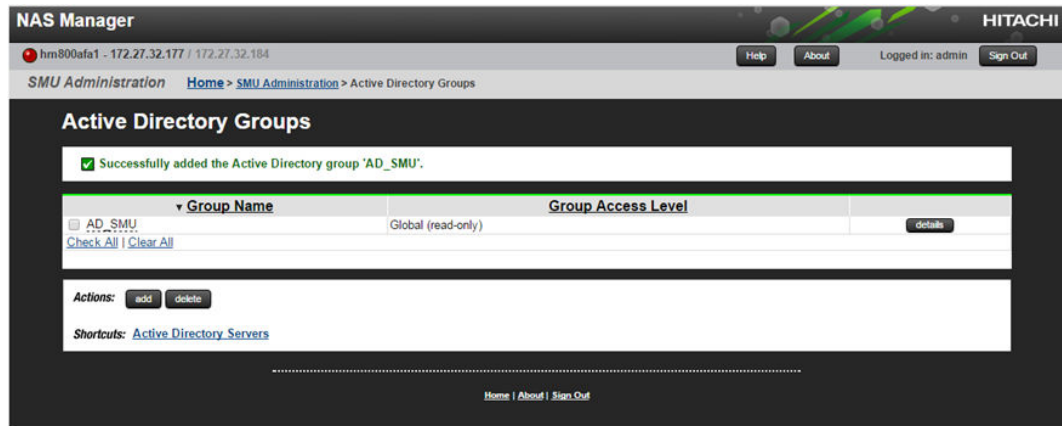 NAS Manager
HITACHI
hm800afa1 - 172.27.32.177 / 172.27.32.184
Help About Logged in: admin Sign Out
SMU Administration Home > SMU Administration > Active Directory Groups
Active Directory Groups
Successfully added the Active Directory group 'AD_SMU'.
▼ Group Name Group Access Level
AD_SMU Global (read-only) details
Check All | Clear All
Actions: add delete
Shortcuts: Active Directory Servers
Home | About | Sign Out